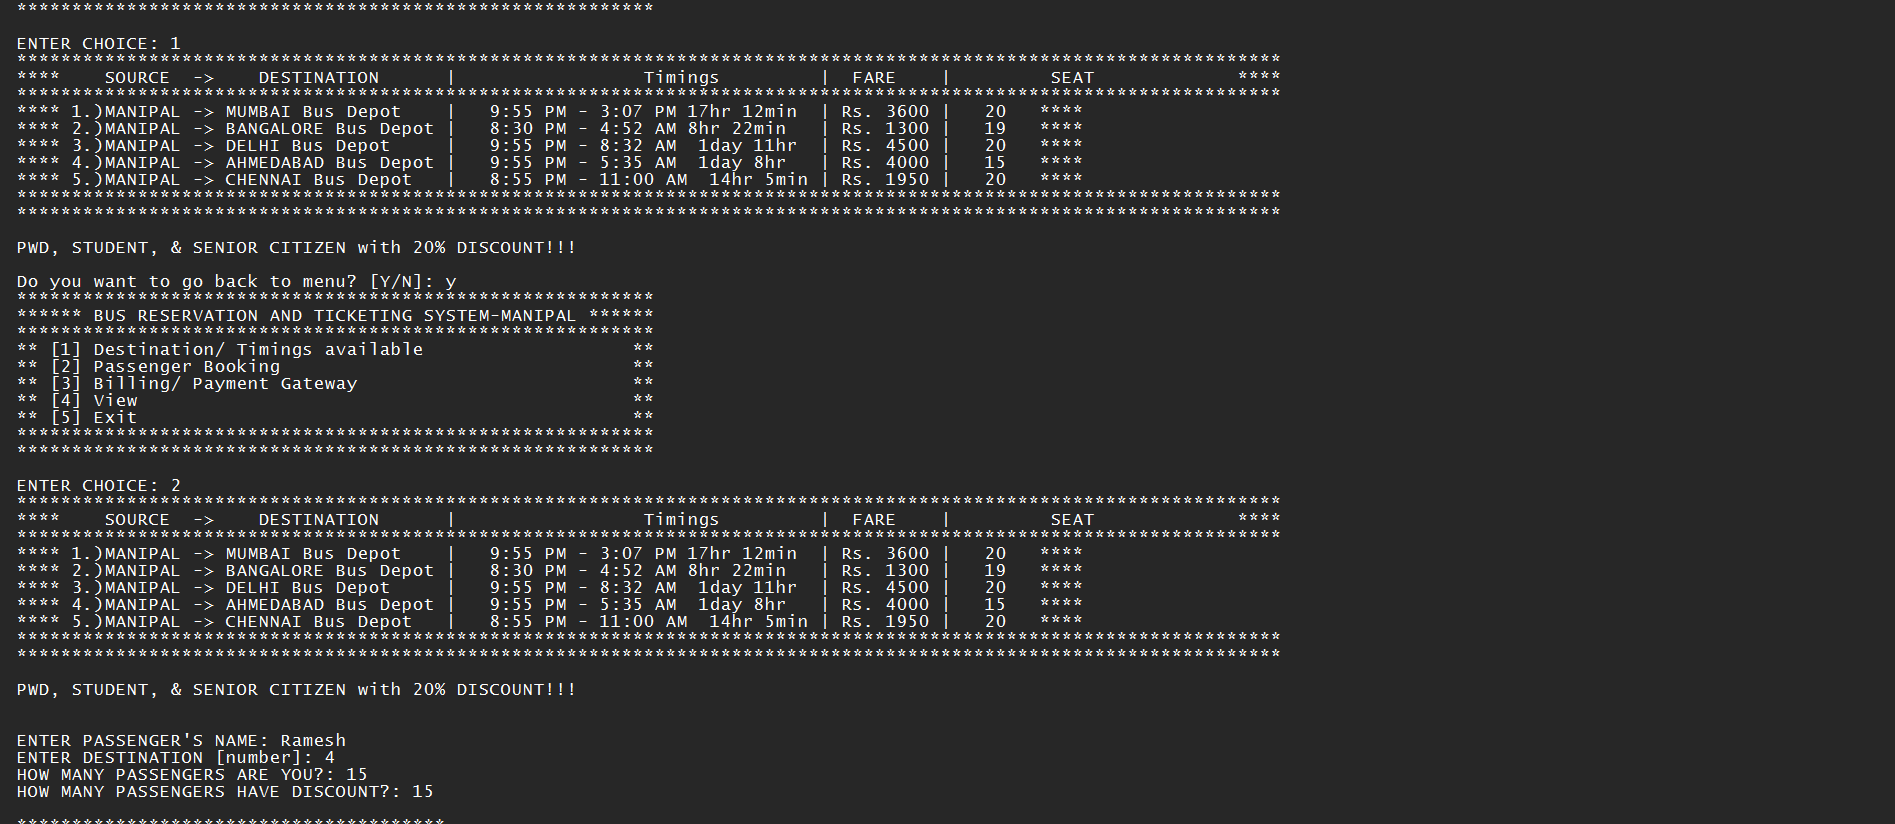 **********************************************************
ENTER CHOICE: 1
*******************************************************************************************************************
****    SOURCE  ->    DESTINATION      |                 Timings         |  FARE    |         SEAT             ****
*******************************************************************************************************************
**** 1.)MANIPAL -> MUMBAI Bus Depot    |   9:55 PM - 3:07 PM 17hr 12min  | Rs. 3600 |   20   ****
**** 2.)MANIPAL -> BANGALORE Bus Depot |   8:30 PM - 4:52 AM 8hr 22min   | Rs. 1300 |   19   ****
**** 3.)MANIPAL -> DELHI Bus Depot     |   9:55 PM - 8:32 AM  1day 11hr  | Rs. 4500 |   20   ****
**** 4.)MANIPAL -> AHMEDABAD Bus Depot |   9:55 PM - 5:35 AM  1day 8hr   | Rs. 4000 |   15   ****
**** 5.)MANIPAL -> CHENNAI Bus Depot   |   8:55 PM - 11:00 AM  14hr 5min | Rs. 1950 |   20   ****
*******************************************************************************************************************
*******************************************************************************************************************
PWD, STUDENT, & SENIOR CITIZEN with 20% DISCOUNT!!!
Do you want to go back to menu? [Y/N]: y
**********************************************************
****** BUS RESERVATION AND TICKETING SYSTEM-MANIPAL ******
**********************************************************
** [1] Destination/ Timings available                   **
** [2] Passenger Booking                                **
** [3] Billing/ Payment Gateway                         **
** [4] View                                             **
** [5] Exit                                             **
**********************************************************
**********************************************************
ENTER CHOICE: 2
*******************************************************************************************************************
****    SOURCE  ->    DESTINATION      |                 Timings         |  FARE    |         SEAT             ****
*******************************************************************************************************************
**** 1.)MANIPAL -> MUMBAI Bus Depot    |   9:55 PM - 3:07 PM 17hr 12min  | Rs. 3600 |   20   ****
**** 2.)MANIPAL -> BANGALORE Bus Depot |   8:30 PM - 4:52 AM 8hr 22min   | Rs. 1300 |   19   ****
**** 3.)MANIPAL -> DELHI Bus Depot     |   9:55 PM - 8:32 AM  1day 11hr  | Rs. 4500 |   20   ****
**** 4.)MANIPAL -> AHMEDABAD Bus Depot |   9:55 PM - 5:35 AM  1day 8hr   | Rs. 4000 |   15   ****
**** 5.)MANIPAL -> CHENNAI Bus Depot   |   8:55 PM - 11:00 AM  14hr 5min | Rs. 1950 |   20   ****
*******************************************************************************************************************
*******************************************************************************************************************
PWD, STUDENT, & SENIOR CITIZEN with 20% DISCOUNT!!!
ENTER PASSENGER'S NAME: Ramesh
ENTER DESTINATION [number]: 4
HOW MANY PASSENGERS ARE YOU?: 15
HOW MANY PASSENGERS HAVE DISCOUNT?: 15
***************************************